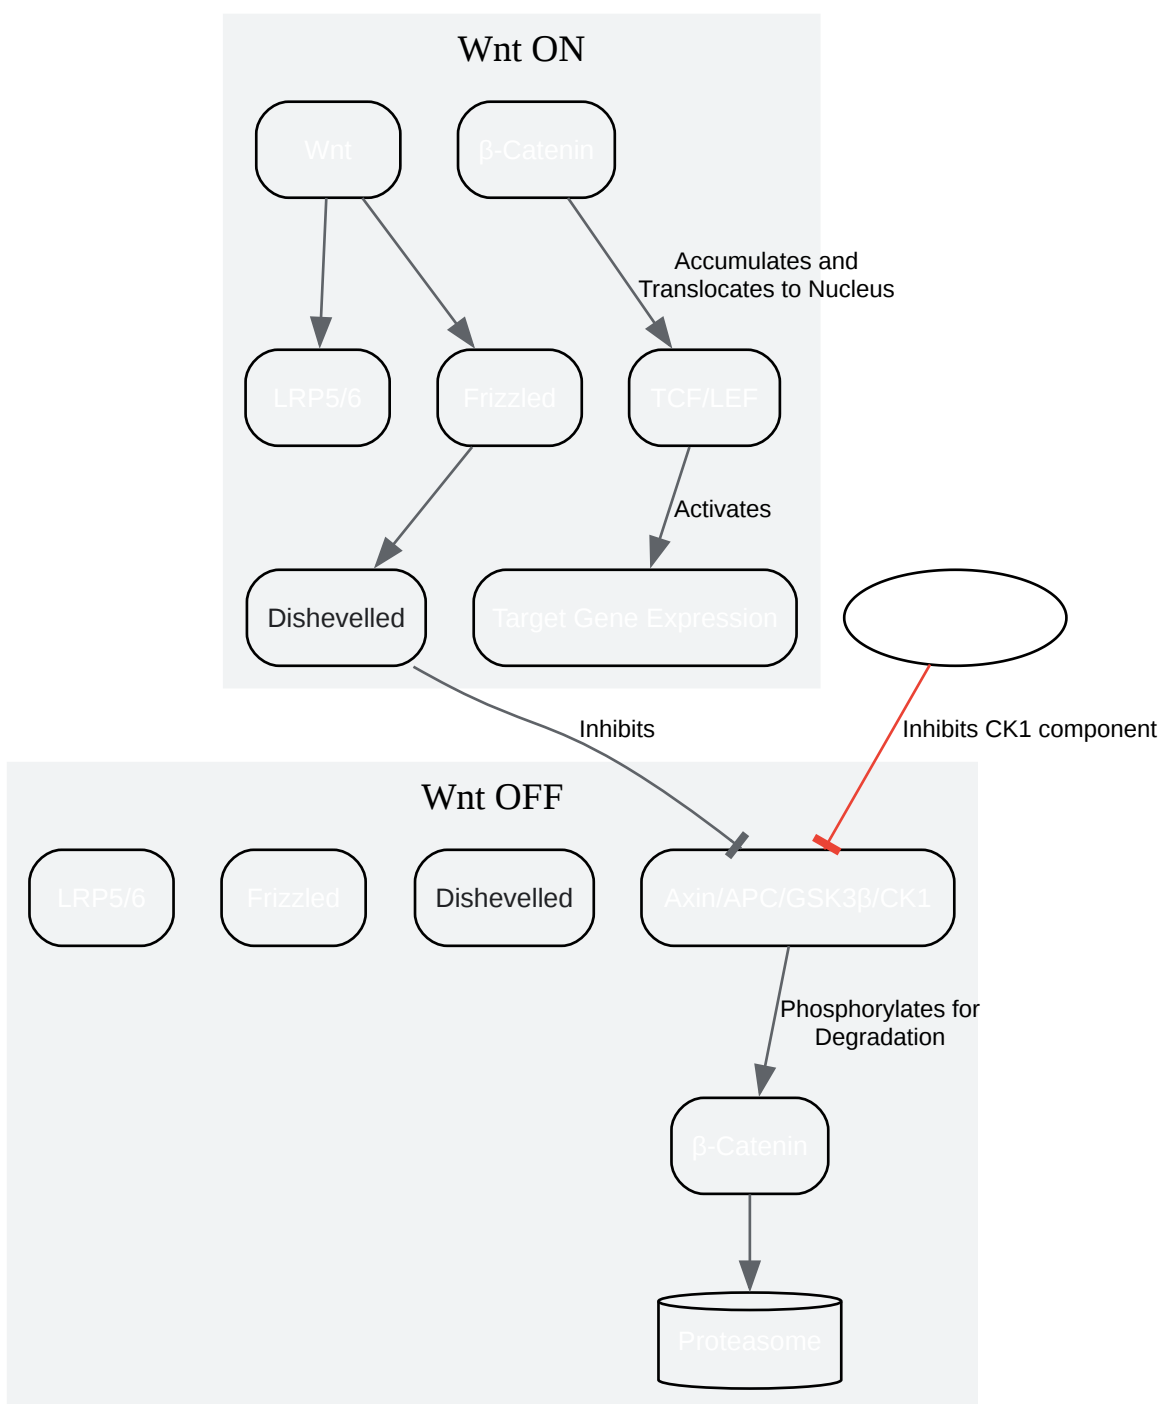 Wnt ON
Wnt
β-Catenin
Accumulates and
Translocates to Nucleus
LRP5/6
Frizzled
TCF/LEF
Activates
Dishevelled
Target Gene Expression
Inhibits
Inhibits CK1 component
Wnt OFF
LRP5/6
Frizzled
Dishevelled
Axin/APC/GSK3β/CK1
Phosphorylates for
Degradation
β-Catenin
Proteasome